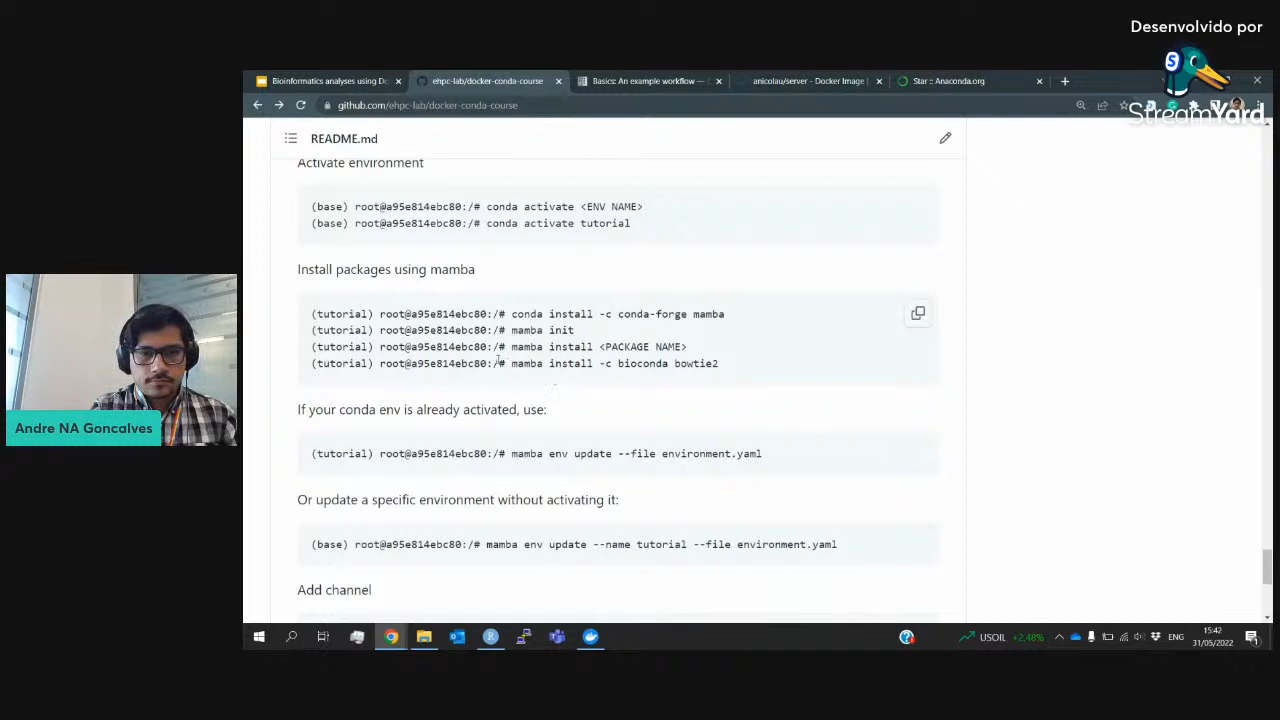 Desenvolvido por
S
StreamYard
Bioinformatics analyses using Do
ehpc-lab/docker-conda-course
Basics: An example workflow —
anicolau/server - Docker Image |
Star :: Anaconda.org
github.com/ehpc-lab/docker-conda-course
README.md
Activate environment
(base) root@a95e814ebc80:/# conda activate <ENV NAME>
(base) root@a95e814ebc80:/# conda activate tutorial
Install packages using mamba
(tutorial) root@a95e814ebc80:/# conda install -c conda-forge mamba
(tutorial) root@a95e814ebc80:/# mamba init
(tutorial) root@a95e814ebc80:/# mamba install <PACKAGE NAME>
(tutorial) root@a95e814ebc80:/# mamba install -c bioconda bowtie2
If your conda env is already activated, use:
(tutorial) root@a95e814ebc80:/# mamba env update --file environment.yaml
Or update a specific environment without activating it:
(base) root@a95e814ebc80:/# mamba env update --name tutorial --file environment.yaml
Add channel
Andre NA Goncalves
USOIL +2.48%
ENG
15:42
31/05/2022